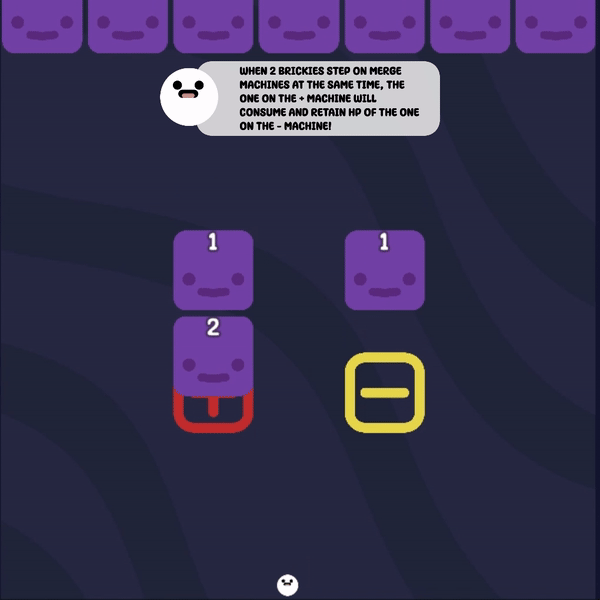 WHEN 2 BRICKIES STEP ON MERGE
MACHINES AT THE SAME TIME, THE
ONE ON THE + MACHINE WILL
CONSUME AND RETAIN HP OF THE ONE
ON THE - MACHINE!
1 1
2